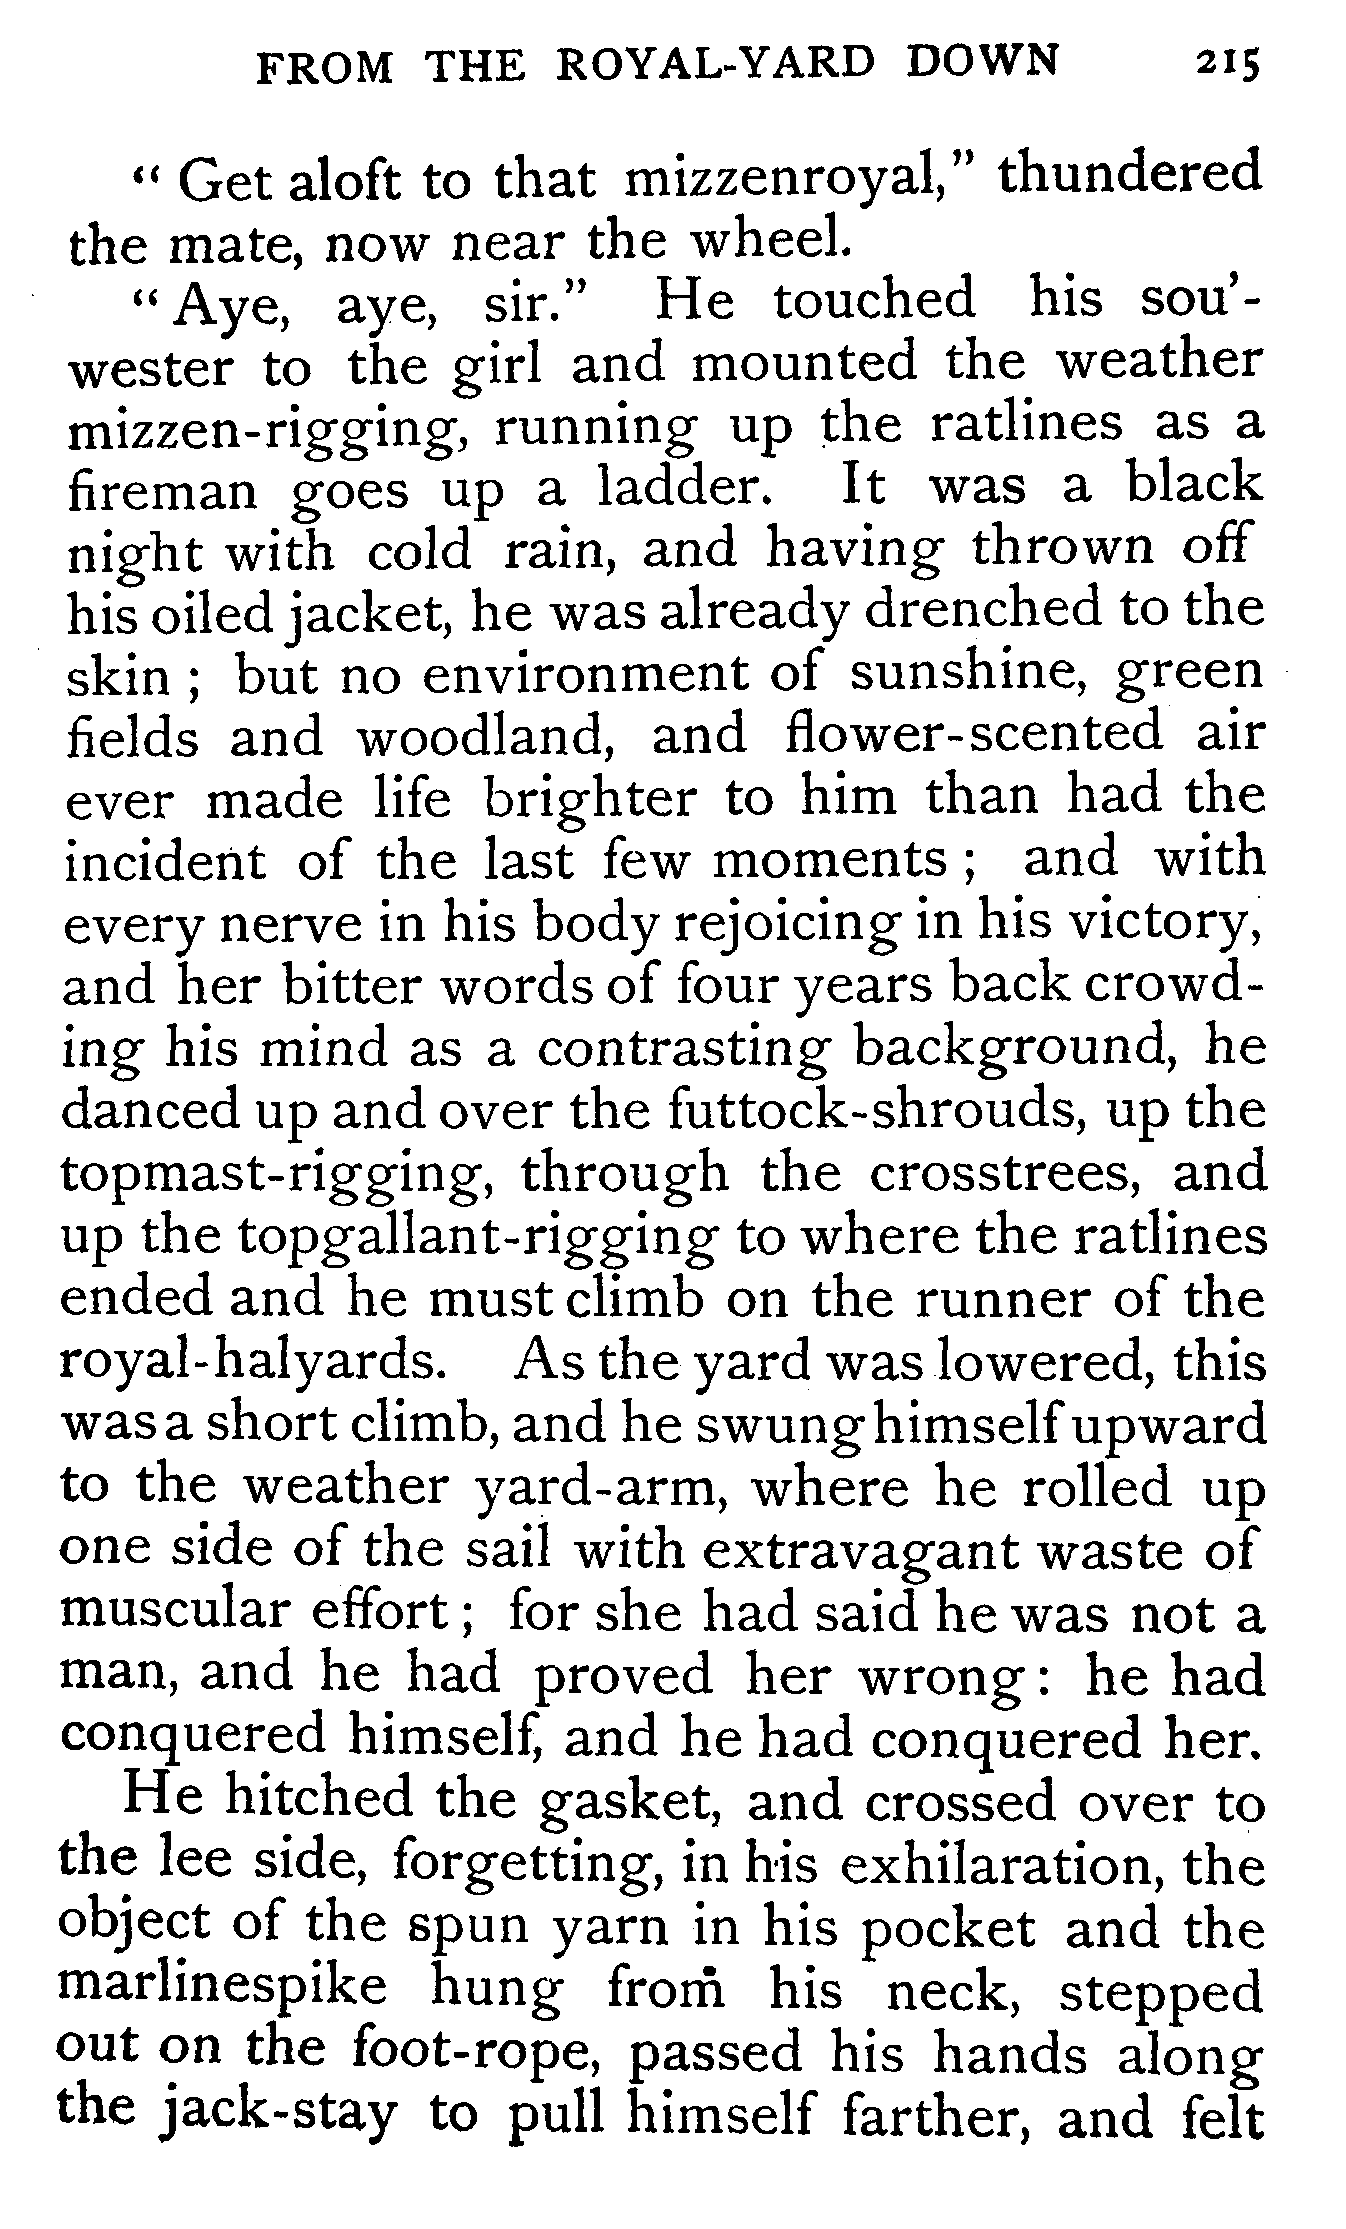 FROM THE ROYAL-YARD DOWN 215
“ Get aloft to that mizzenroyal,” thundered
the mate, now near the wheel.
“ Aye, aye, sir.” He touched his sou’-
wester to the girl and mounted the weather
mizzen-rigging, running up the ratlines as a
fireman goes up a ladder. It was a black
night with cold rain, and having thrown off
his oiled jacket, he was already drenched to the
skin ; but no environment of sunshine, green
fields and woodland, and flower-scented air
ever made life brighter to him than had the
incident of the last few moments ; and with
every nerve in his body rejoicing in his victory,
and her bitter words of four years back crowd-
ing his mind as a contrasting background, he
danced up and over the futtock-shrouds, up the
topmast-rigging, through the crosstrees, and
up the topgallant-rigging to where the ratlines
ended and he must climb on the runner of the
royal-halyards. As the yard was lowered, this
was a short climb, and he swung himself upward
to the weather yard-arm, where he rolled up
one side of the sail with extravagant waste of
muscular effort ; for she had said he was not a
man, and he had proved her wrong : he had
conquered himself, and he had conquered her.
He hitched the gasket, and crossed over to
the lee side, forgetting, in his exhilaration, the
object of the spun yarn in his pocket and the
marlinespike hung from his neck, stepped
out on the foot-rope, passed his hands along
the jack-stay to pull himself farther, and felt